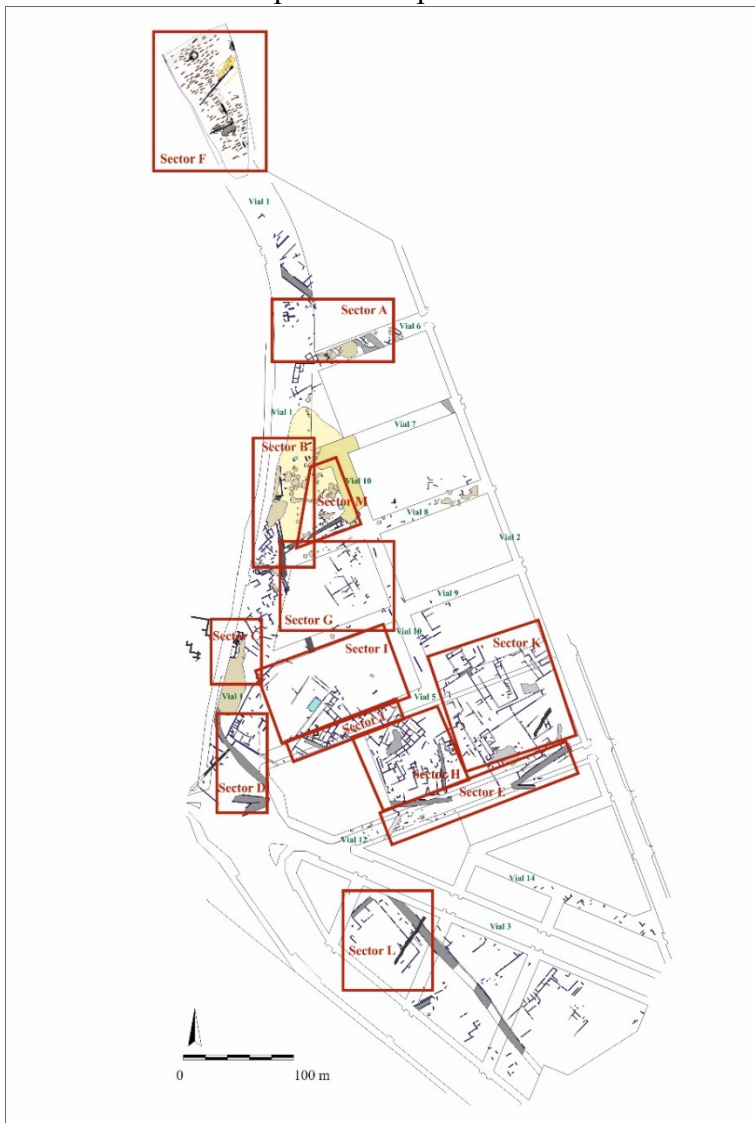 Sector F
Vial 1
Sector A
Vial 6
Vial 1
Vial 7
Sector B
Vial 10
Sector M
Vial 8
Vial 2
Vial 9
Sector G
Sector C
Vial 10
Sector I
Sector K
Vial 1
Vial 5
Sector J
Sector H
Sector D
Sector E
Vial 12
Vial 14
Vial 3
Sector L
0 100 m